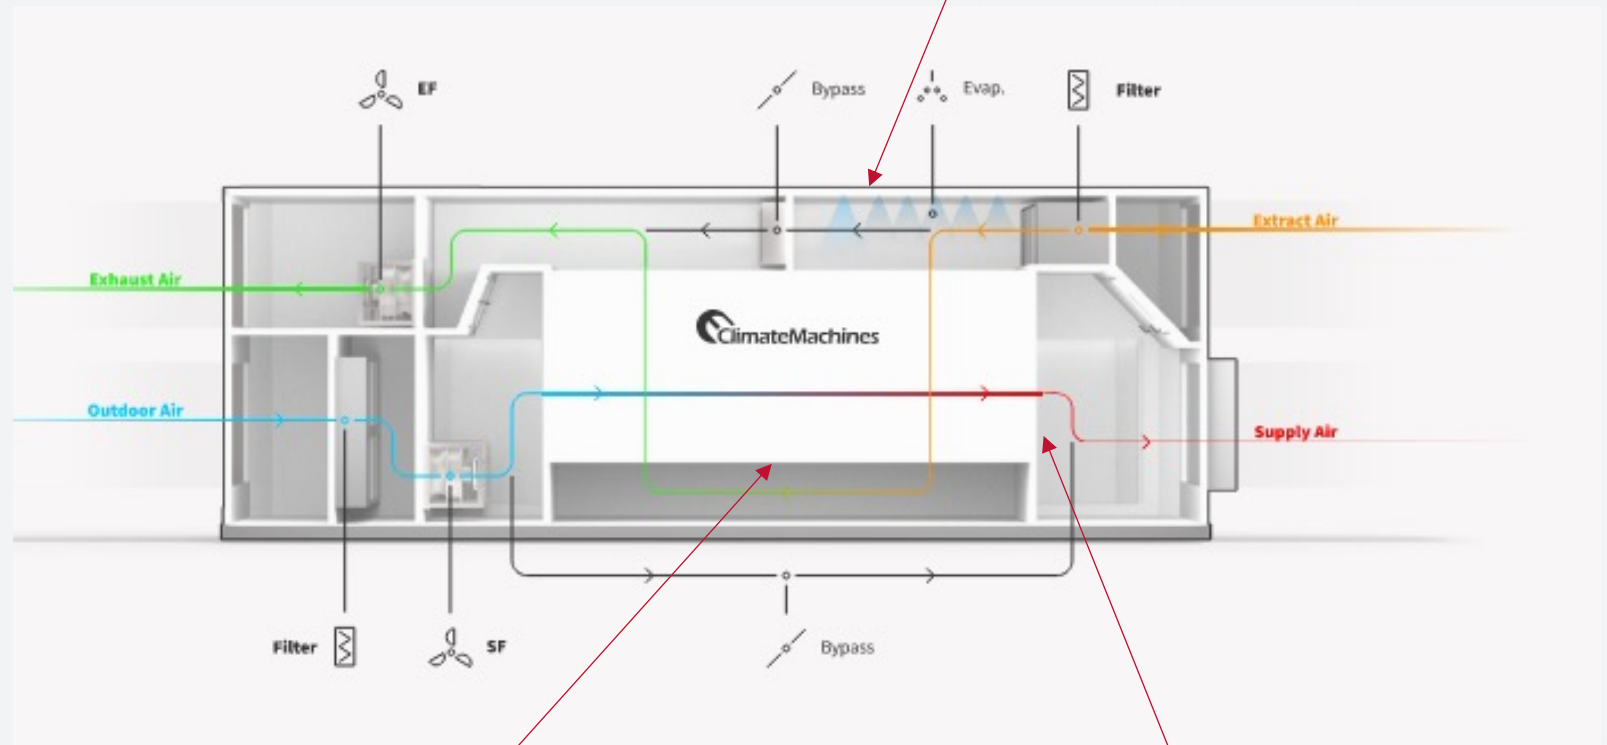 EF
Bypass
Evap.
Filter
Extract Air
Exhaust Air
ClimateMachines
Outdoor Air
Supply Air
Filter
SF
Bypass